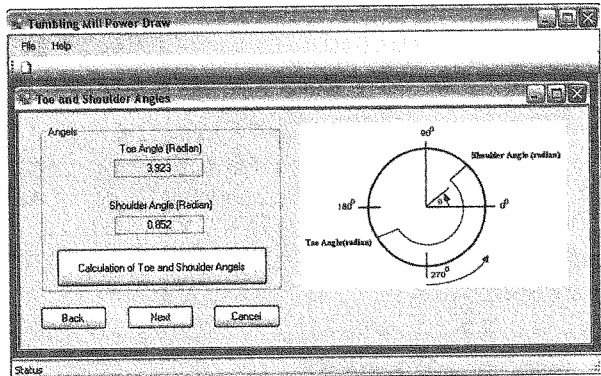 Tumbling Mill Power Draw
File Help
Toe and Shoulder Angles
Angels
Toe Angle (Radian)
3.923
Shoulder Angle (Radian)
0.852
Calculation of Toe and Shoulder Angels
Back Next Cancel
90⁰
Shoulder Angle (radian)
180⁰
0⁰
Toe Angle(radian)
270⁰
Status